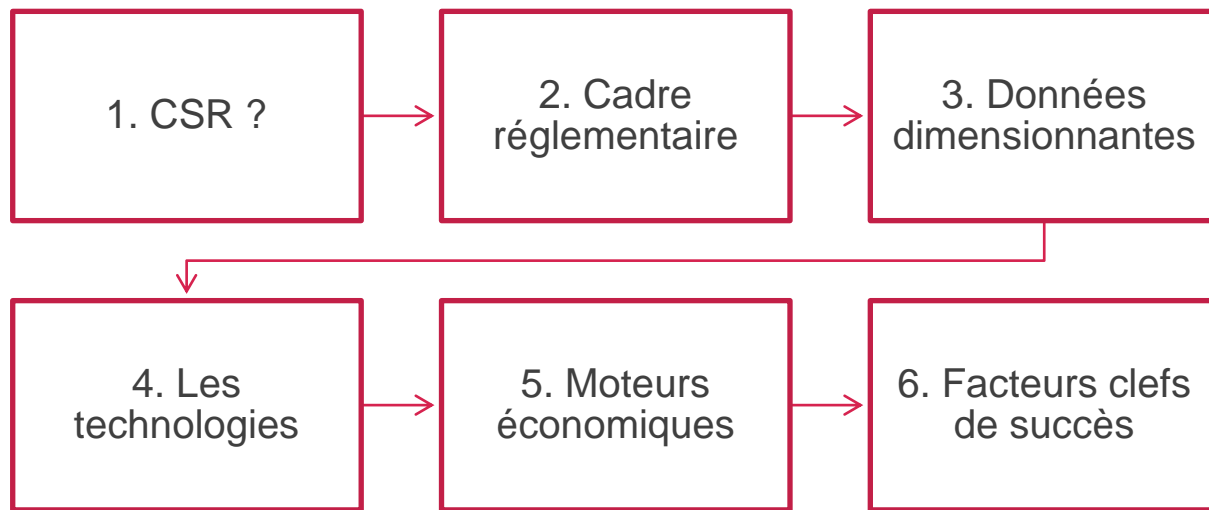 1. CSR ?
2. Cadre
réglementaire
3. Données
dimensionnantes
4. Les
technologies
5. Moteurs
économiques
6. Facteurs clefs
de succès